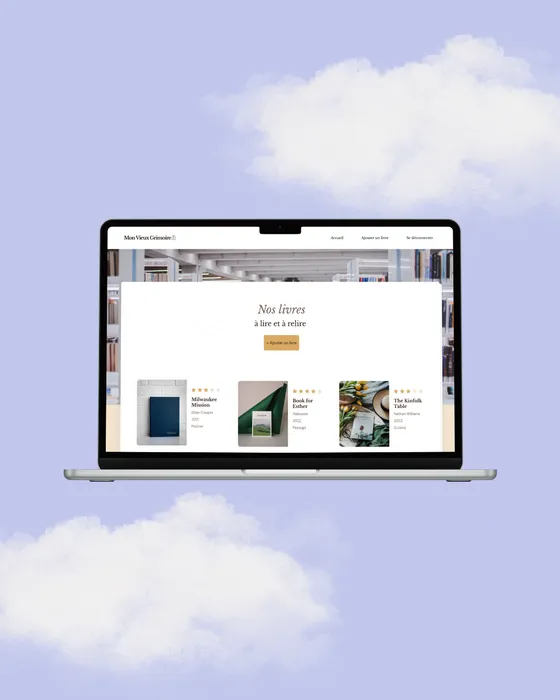 Mon Vieux Grimoire
Accueil
Ajouter un livre
Se déconnecter
Nos livres
à lire et à relire
+ Ajouter un livre
Milwaukee
Mission
Elder Cooper
2021
Policier
Book for
Esther
Alabaster
2022
Paysage
The Kinfolk
Table
Nathan Williams
2022
Cuisine